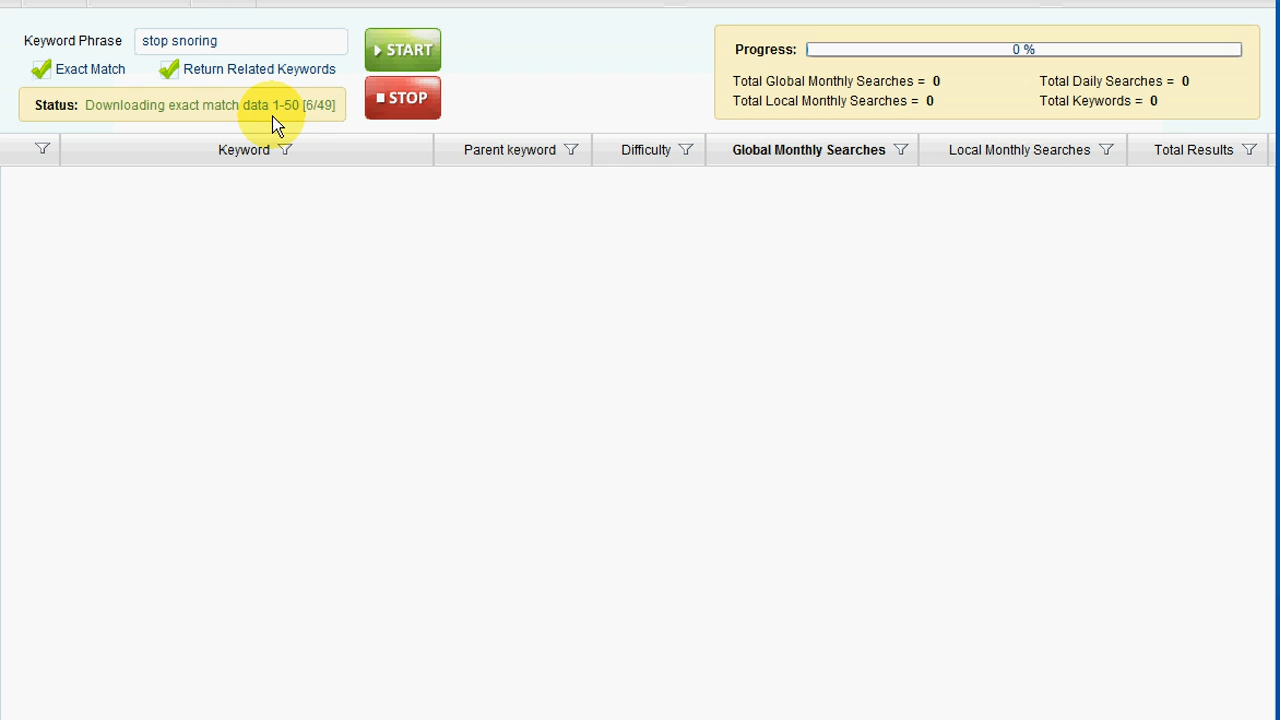 Keyword Phrase stop snoring
Exact Match Return Related Keywords
Status: Downloading exact match data 1-50 [6/49]
START
STOP
Progress: 0 %
Total Global Monthly Searches = 0 Total Daily Searches = 0
Total Local Monthly Searches = 0 Total Keywords = 0
Keyword Parent keyword Difficulty Global Monthly Searches Local Monthly Searches Total Results